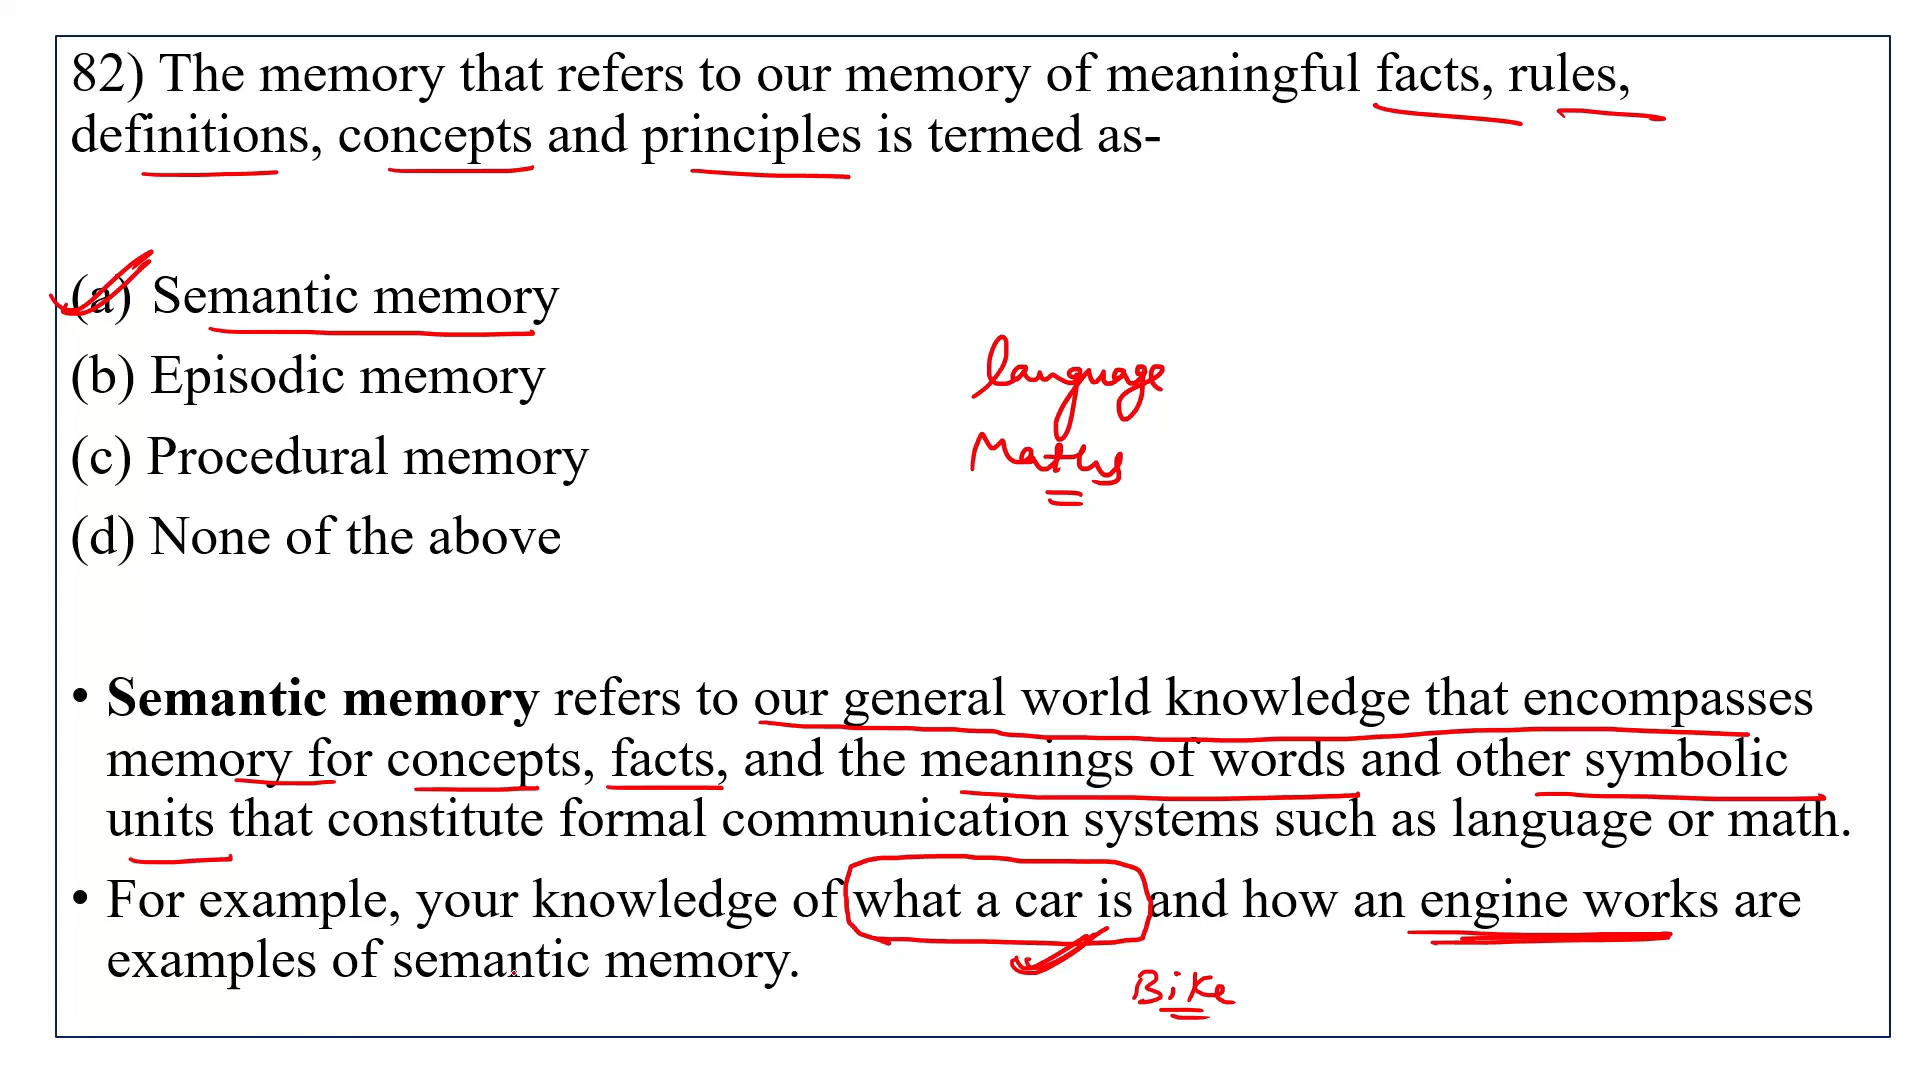 82) The memory that refers to our memory of meaningful facts, rules,
definitions, concepts and principles is termed as-
(a) Semantic memory
(b) Episodic memory
(c) Procedural memory
(d) None of the above
language
Maths
• Semantic memory refers to our general world knowledge that encompasses
memory for concepts, facts, and the meanings of words and other symbolic
units that constitute formal communication systems such as language or math.
• For example, your knowledge of what a car is and how an engine works are
examples of semantic memory.
Bike